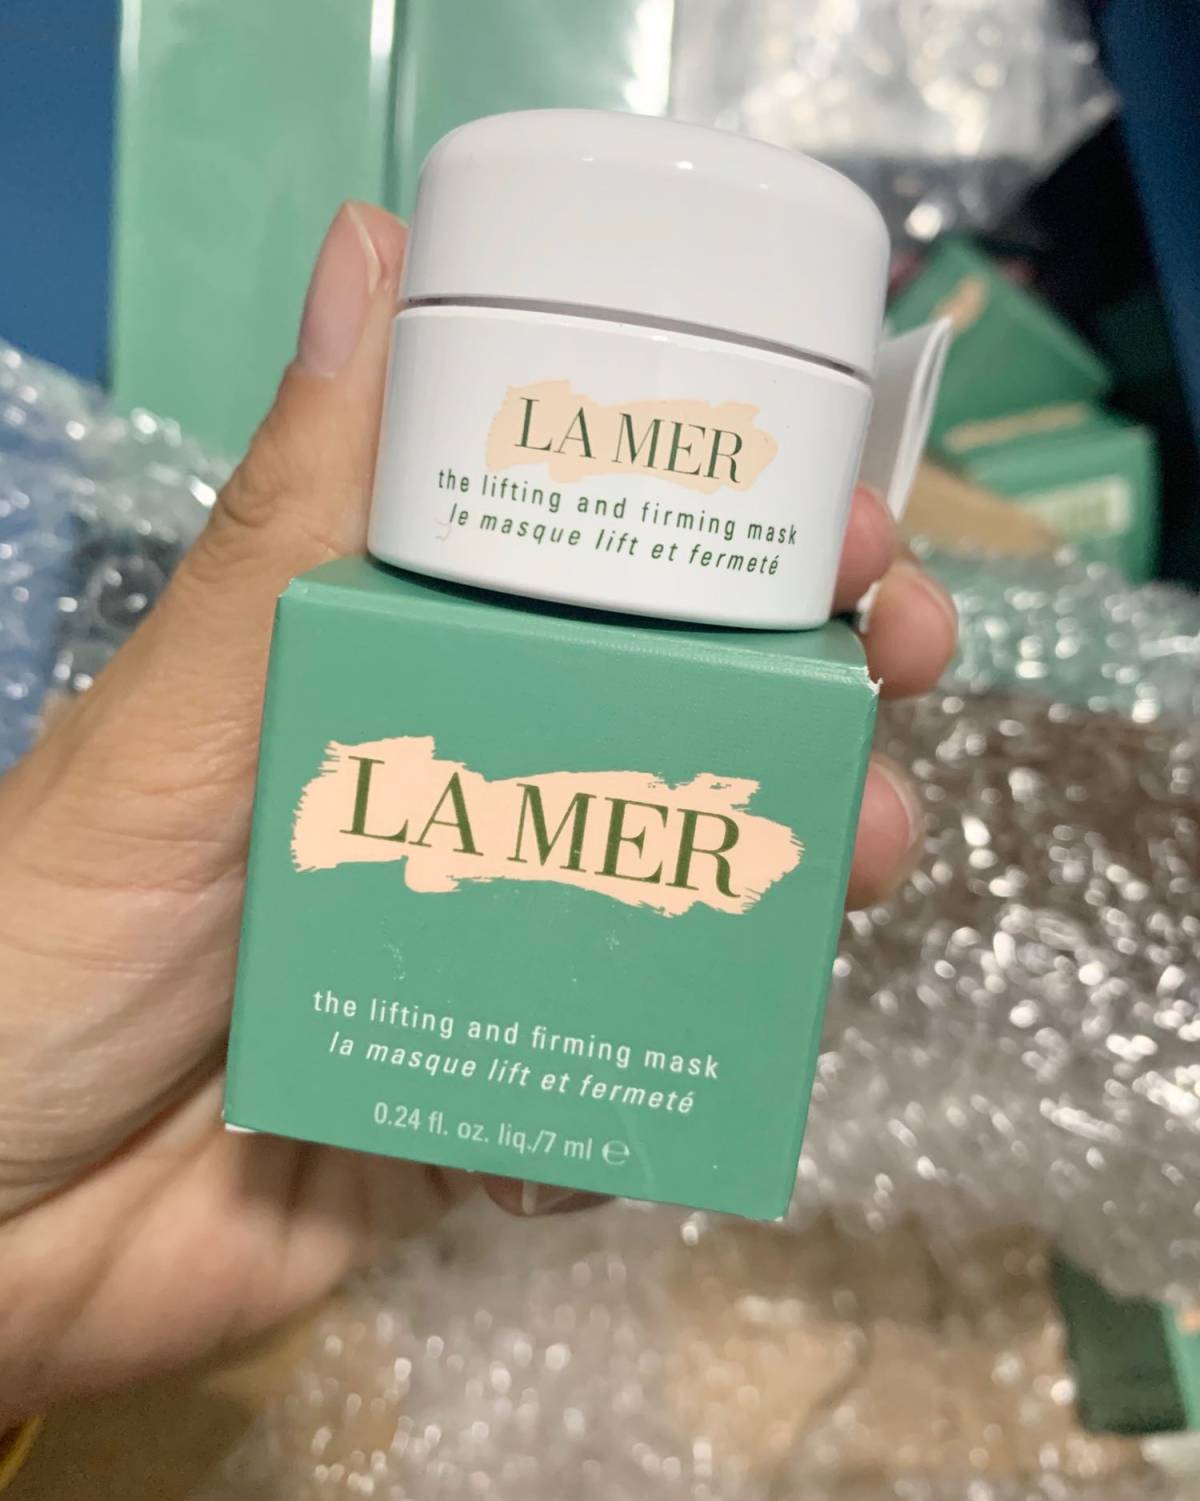 LA MER
the lifting and firming mask
le masque lift et fermeté
LA MER
the lifting and firming mask
la masque lift et fermeté
0.24 fl. oz. liq./7 ml ℮